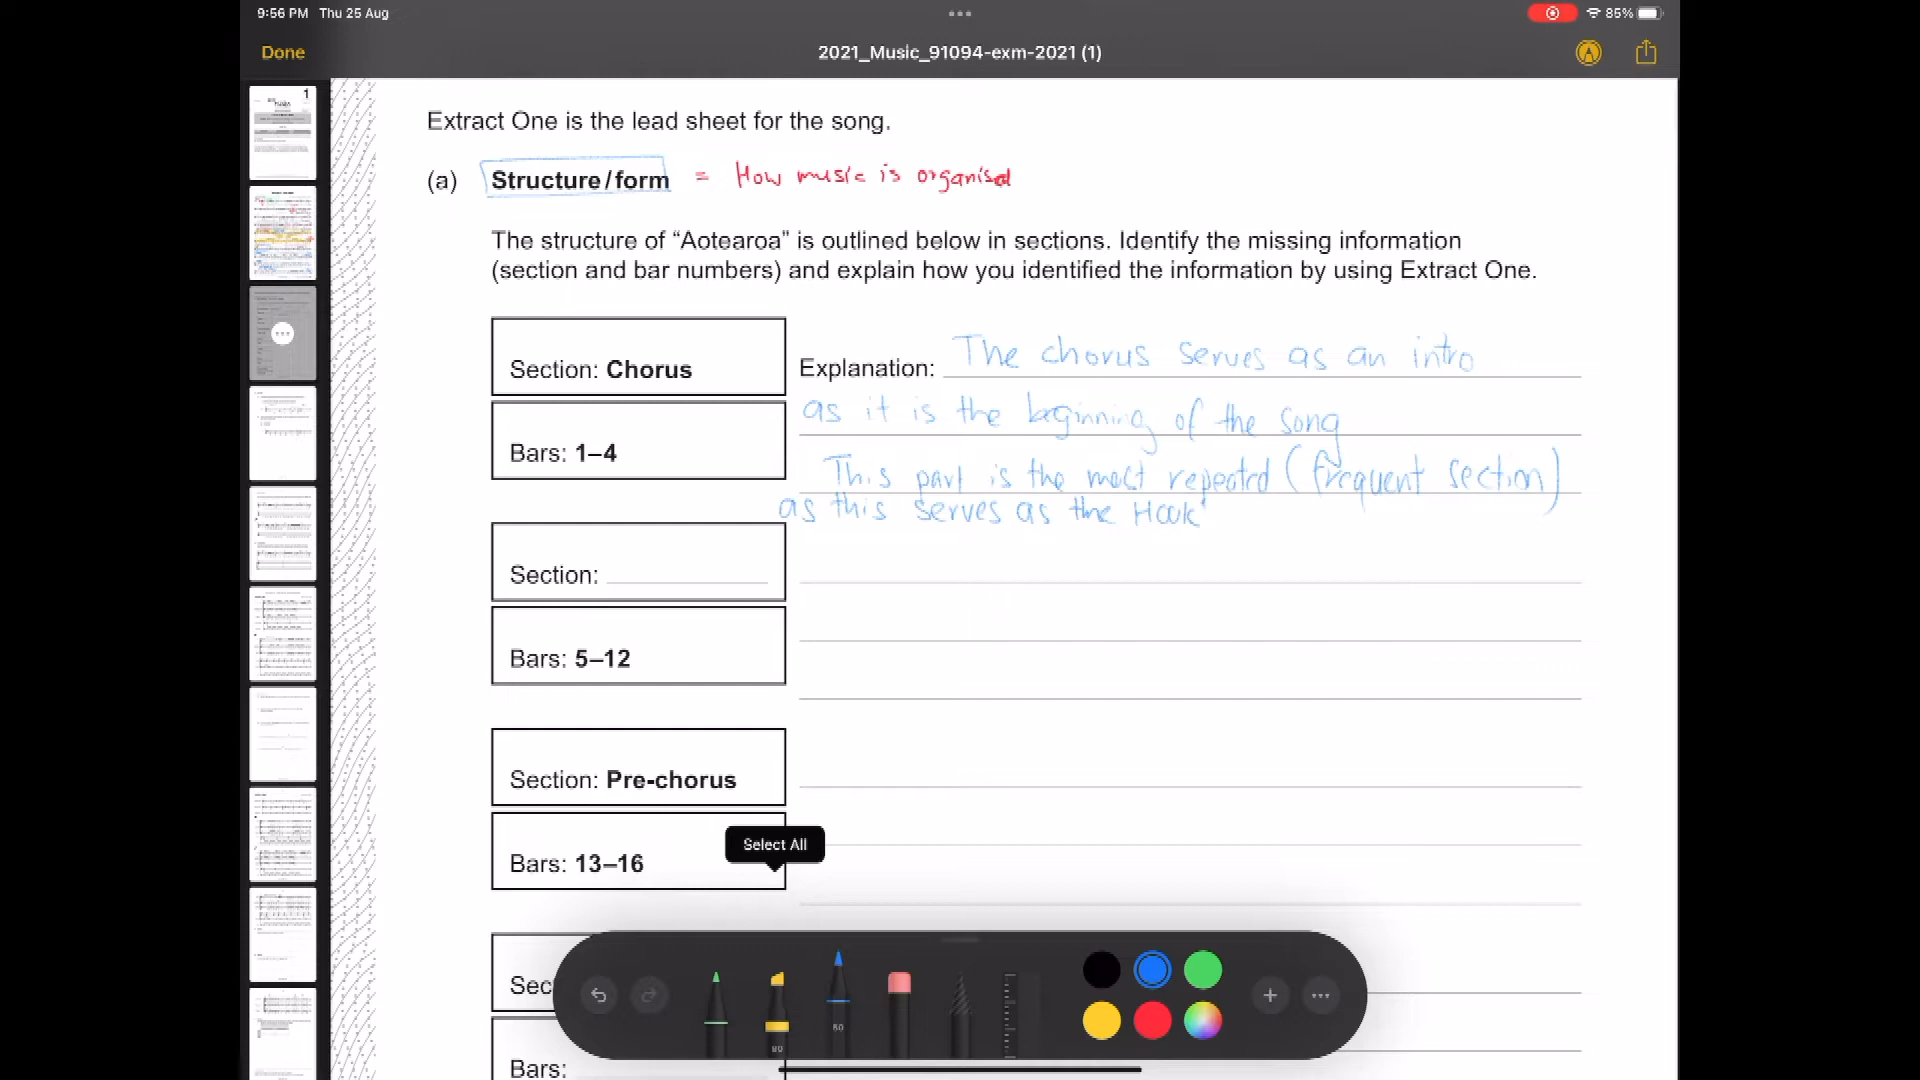 9:56 PM Thu 25 Aug
85%
Done
2021_Music_91094-exm-2021 (1)
1
Extract One is the lead sheet for the song.
(a) Structure/form = How music is organised
The structure of “Aotearoa” is outlined below in sections. Identify the missing information
(section and bar numbers) and explain how you identified the information by using Extract One.
Section: Chorus
Bars: 1–4
Explanation: The chorus serves as an intro
as it is the beginning of the song
This part is the most repeated (frequent section)
as this serves as the Hook
Section:
Bars: 5–12
Section: Pre-chorus
Bars: 13–16
Select All
Sec
Bars:
80
50